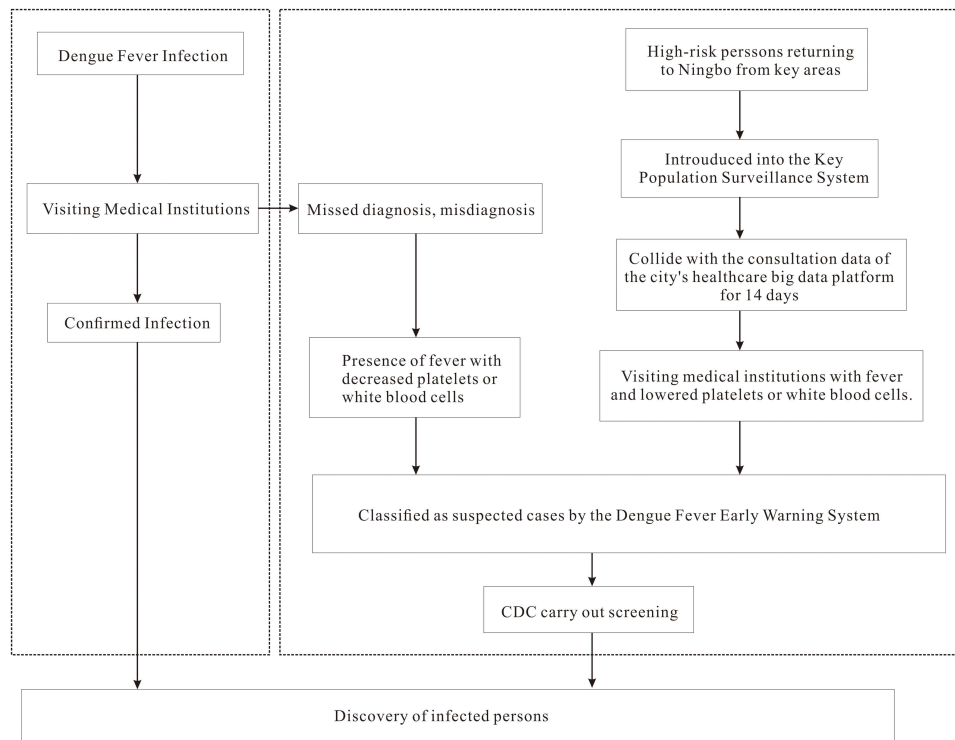 Dengue Fever Infection
Visiting Medical Institutions
Confirmed Infection
Missed diagnosis, misdiagnosis
Presence of fever with
decreased platelets or
white blood cells
High-risk perssons returning
to Ningbo from key areas
Introuduced into the Key
Population Surveillance System
Collide with the consultation data of
the city's healthcare big data platform
for 14 days
Visiting medical institutions with fever
and lowered platelets or white blood cells.
Classified as suspected cases by the Dengue Fever Early Warning System
CDC carry out screening
Discovery of infected persons